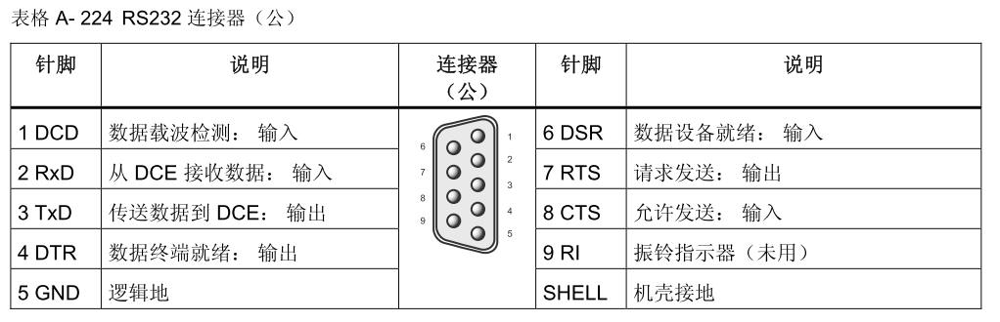 表格 A- 224 RS232 连接器（公）
针脚 说明 连接器（公） 针脚 说明
1 DCD 数据载波检测： 输入 6 DSR 数据设备就绪： 输入
2 RxD 从 DCE 接收数据： 输入 7 RTS 请求发送： 输出
3 TxD 传送数据到 DCE： 输出 8 CTS 允许发送： 输入
4 DTR 数据终端就绪： 输出 9 RI 振铃指示器（未用）
5 GND 逻辑地 SHELL 机壳接地
1
6
2
7
3
8
4
9
5